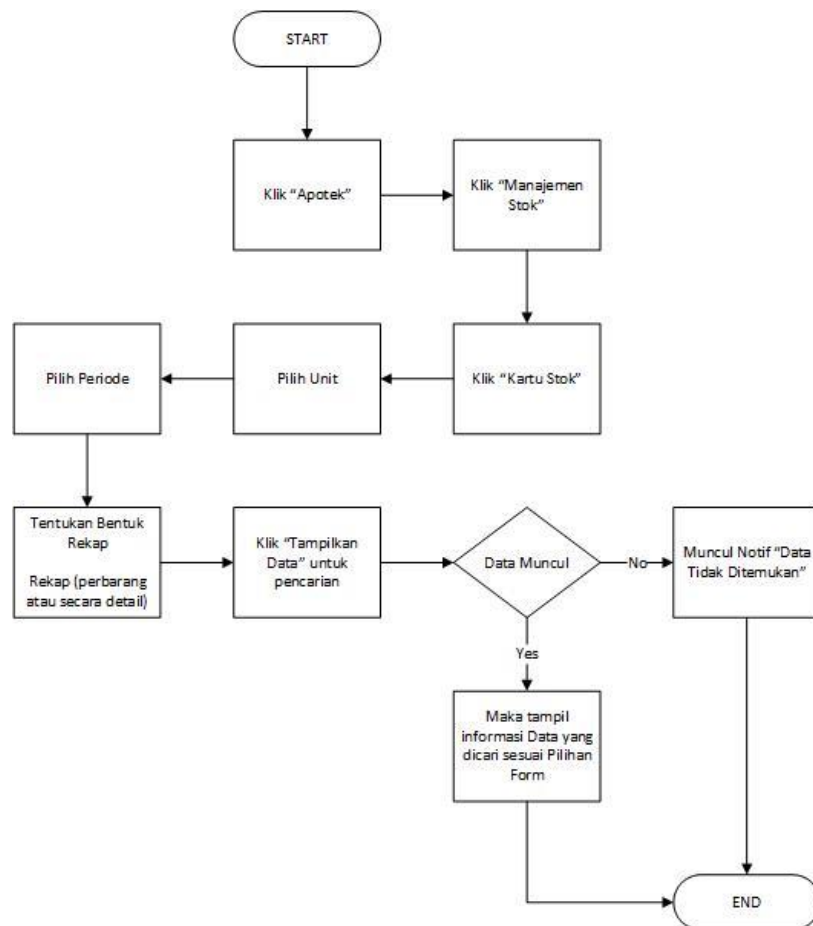 START
Klik “Apotek”
Klik “Manajemen
Stok”
Klik “Kartu Stok”
Pilih Unit
Pilih Periode
Tentukan Bentuk
Rekap
Rekap (perbarang
atau secara detail)
Klik “Tampilkan
Data” untuk
pencarian
Data Muncul
No
Muncul Notif “Data
Tidak Ditemukan”
Yes
Maka tampil
informasi Data yang
dicari sesuai Pilihan
Form
END